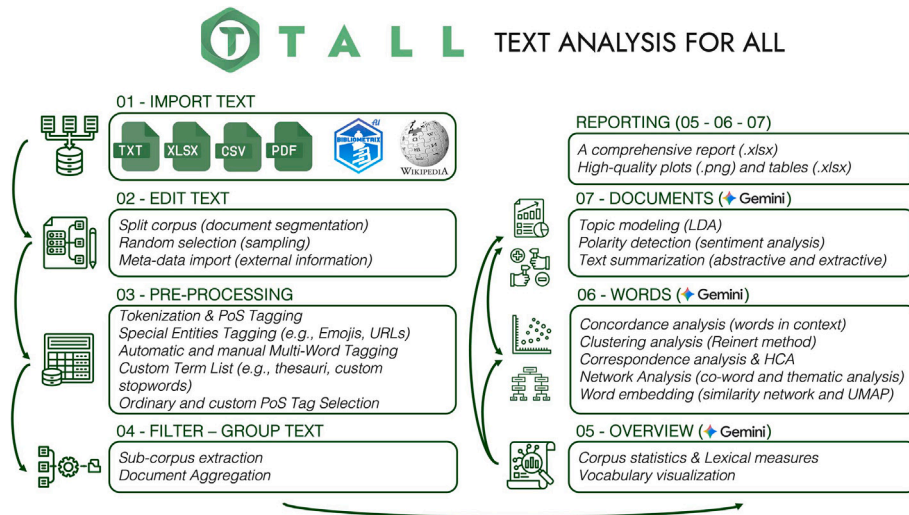 TALL TEXT ANALYSIS FOR ALL
01 - IMPORT TEXT
TXT XLSX CSV PDF BIBLIOMETRIX AI WIKIPEDIA
02 - EDIT TEXT
Split corpus (document segmentation)
Random selection (sampling)
Meta-data import (external information)
03 - PRE-PROCESSING
Tokenization & PoS Tagging
Special Entities Tagging (e.g., Emojis, URLs)
Automatic and manual Multi-Word Tagging
Custom Term List (e.g., thesauri, custom
stopwords)
Ordinary and custom PoS Tag Selection
04 - FILTER – GROUP TEXT
Sub-corpus extraction
Document Aggregation
REPORTING (05 - 06 - 07)
A comprehensive report (.xlsx)
High-quality plots (.png) and tables (.xlsx)
07 - DOCUMENTS (Gemini)
Topic modeling (LDA)
Polarity detection (sentiment analysis)
Text summarization (abstractive and extractive)
06 - WORDS (Gemini)
Concordance analysis (words in context)
Clustering analysis (Reinert method)
Correspondence analysis & HCA
Network Analysis (co-word and thematic analysis)
Word embedding (similarity network and UMAP)
05 - OVERVIEW (Gemini)
Corpus statistics & Lexical measures
Vocabulary visualization